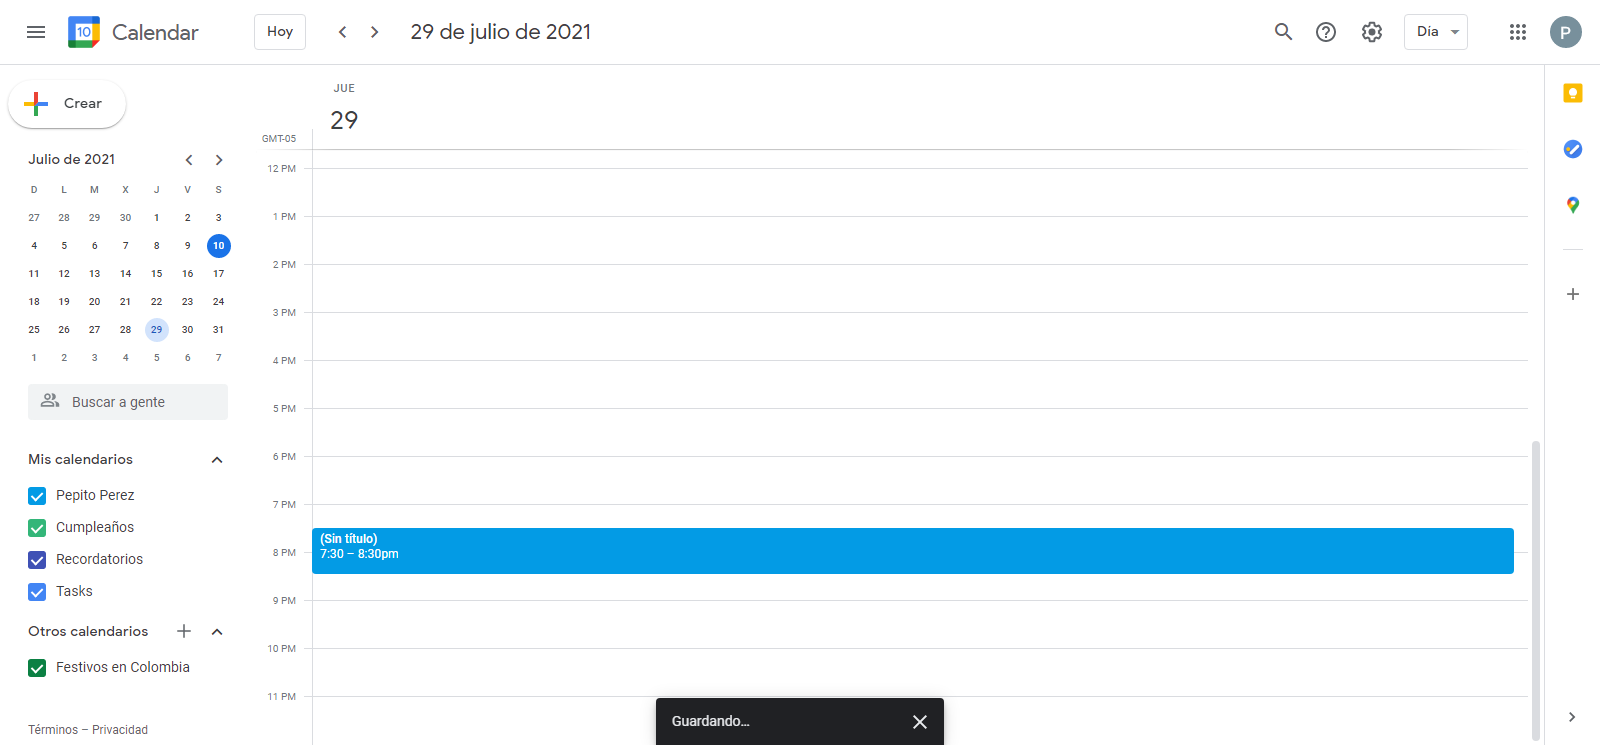 10 Calendar Hoy 29 de julio de 2021 Día P
Crear
Julio de 2021
D L M X J V S
27 28 29 30 1 2 3
4 5 6 7 8 9 10
11 12 13 14 15 16 17
18 19 20 21 22 23 24
25 26 27 28 29 30 31
1 2 3 4 5 6 7
Buscar a gente
Mis calendarios
Pepito Perez
Cumpleaños
Recordatorios
Tasks
Otros calendarios
Festivos en Colombia
Términos – Privacidad
JUE
29
GMT-05
12 PM
1 PM
2 PM
3 PM
4 PM
5 PM
6 PM
7 PM
(Sin título)
7:30 – 8:30pm
8 PM
9 PM
10 PM
11 PM
Guardando...